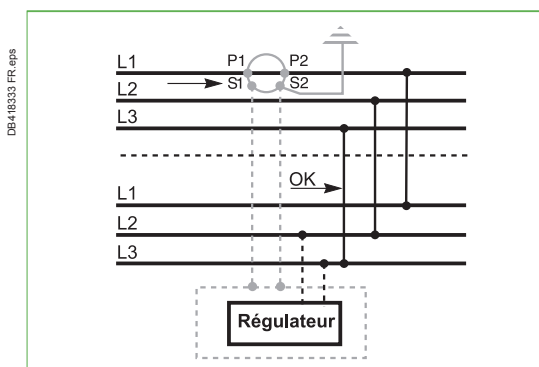 DB418333 FR.eps
L1 P1 P2
S1 S2
L2
L3
OK
L1
L2
L3
Régulateur